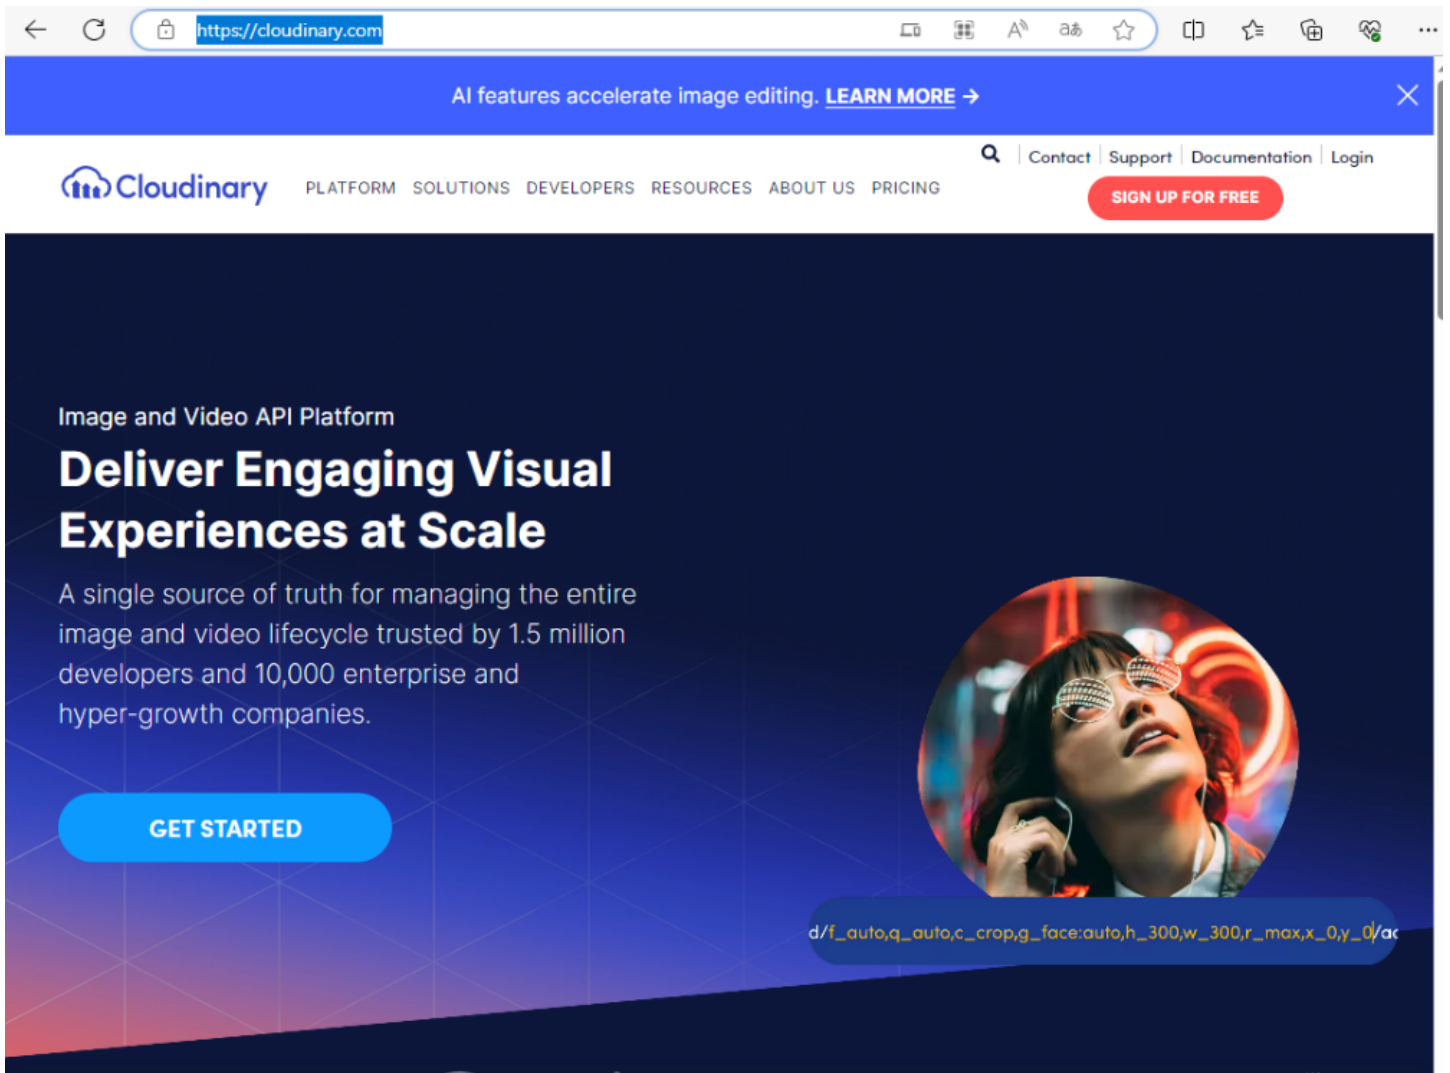 https://cloudinary.com
AI features accelerate image editing. LEARN MORE →
Contact | Support | Documentation | Login
Cloudinary
PLATFORM SOLUTIONS DEVELOPERS RESOURCES ABOUT US PRICING
SIGN UP FOR FREE
Image and Video API Platform
Deliver Engaging Visual
Experiences at Scale
A single source of truth for managing the entire
image and video lifecycle trusted by 1.5 million
developers and 10,000 enterprise and
hyper-growth companies.
GET STARTED
d/f_auto,q_auto,c_crop,g_face:auto,h_300,w_300,r_max,x_0,y_0/ac